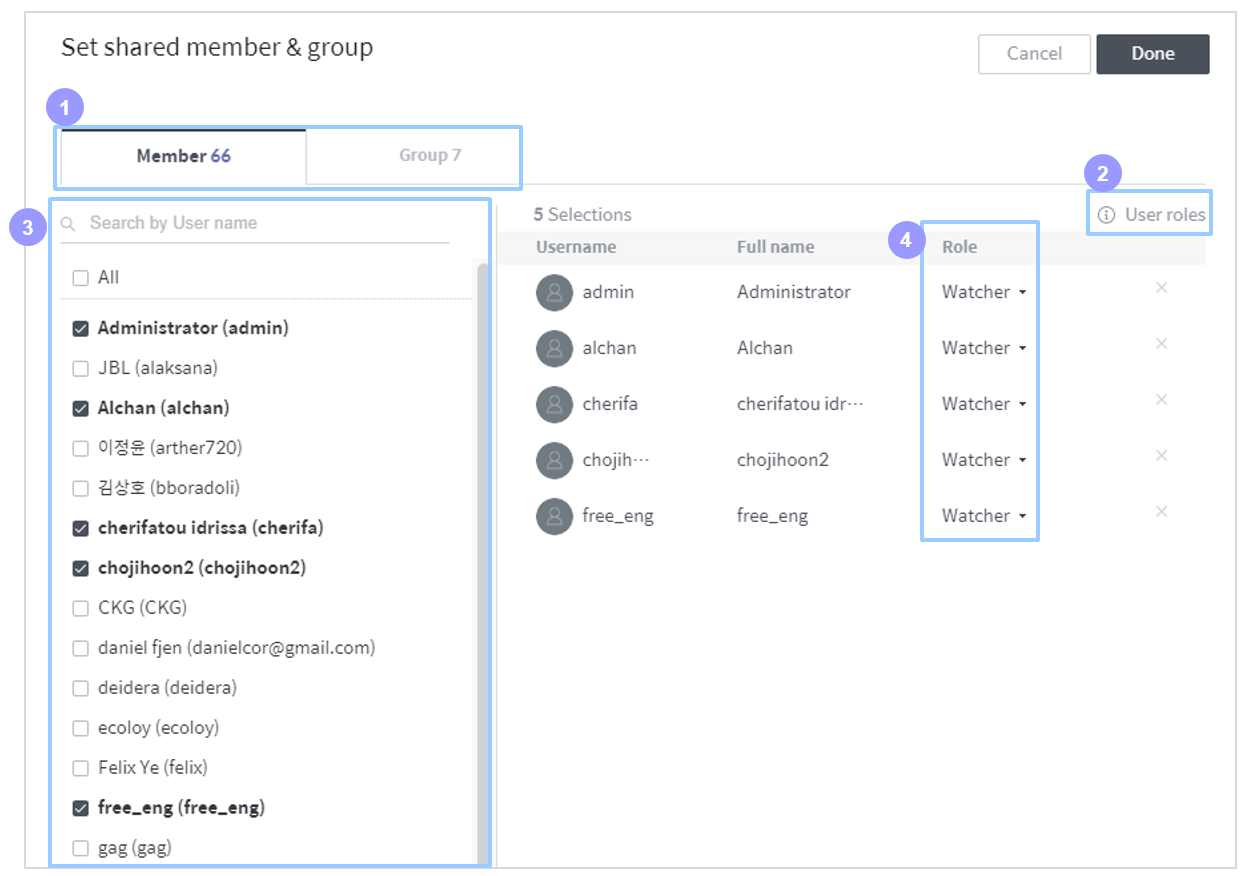 Set shared member & group
Cancel
Done
1
Member 66
Group 7
2
User roles
3
Search by User name
All
Administrator (admin)
JBL (alaksana)
Alchan (alchan)
이정윤 (arther720)
김상호 (bboradoli)
cherifatou idrissa (cherifa)
chojihoon2 (chojihoon2)
CKG (CKG)
daniel fjen (danielcor@gmail.com)
deidera (deidera)
ecoloy (ecoloy)
Felix Ye (felix)
free_eng (free_eng)
gag (gag)
5 Selections
4
Username Full name Role
admin Administrator Watcher
alchan Alchan Watcher
cherifa cherifatou idr··· Watcher
chojih··· chojihoon2 Watcher
free_eng free_eng Watcher